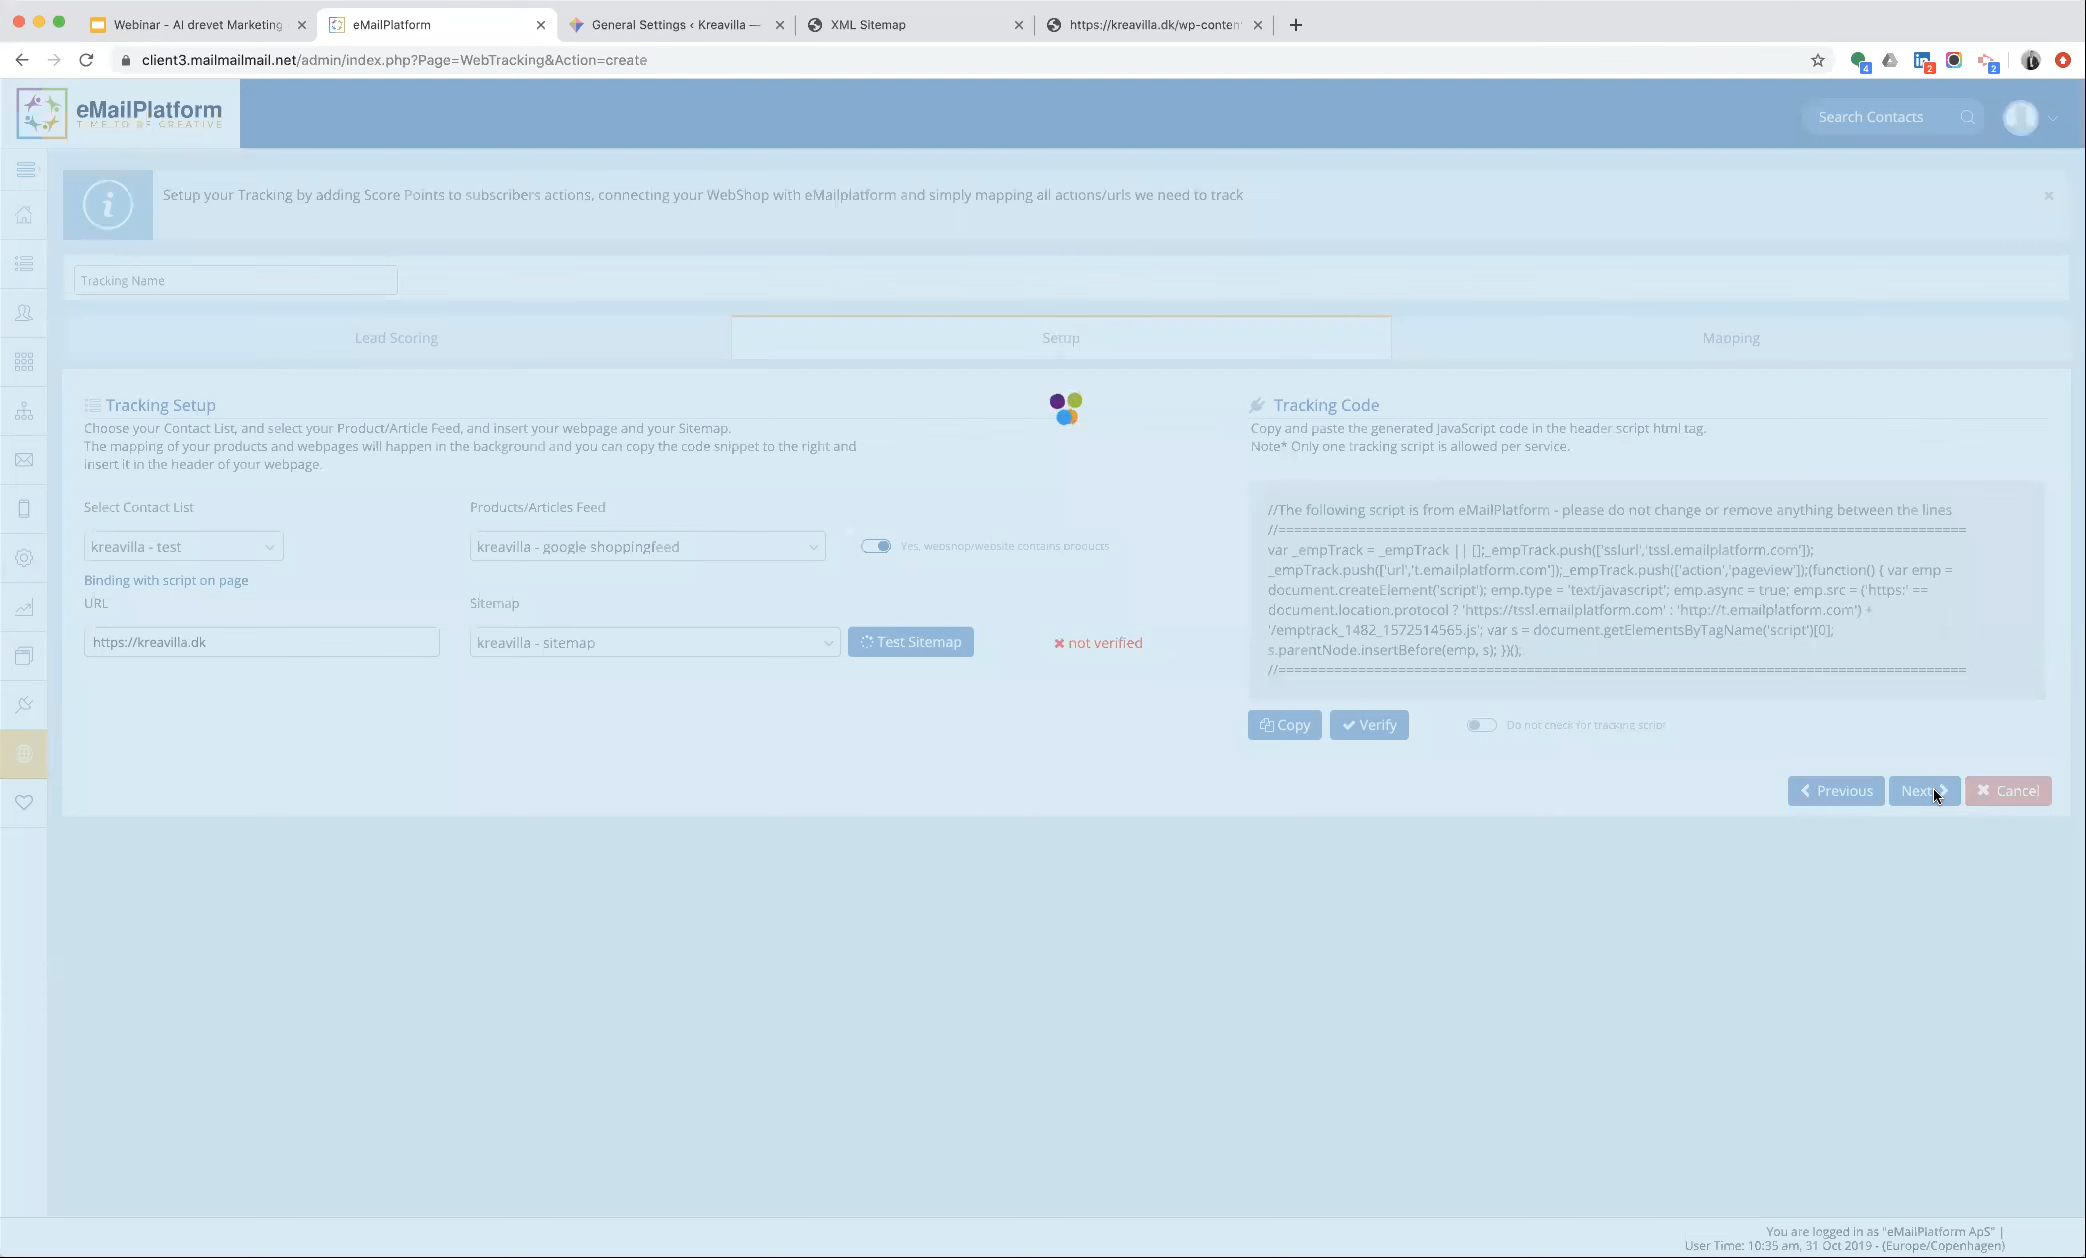 Webinar - AI drevet Marketing
eMailPlatform
General Settings ‹ Kreavilla —
XML Sitemap
https://kreavilla.dk/wp-conten
client3.mailmailmail.net/admin/index.php?Page=WebTracking&Action=create
4
2
2
eMailPlatform
TIME TO BE CREATIVE
Search Contacts
Setup your Tracking by adding Score Points to subscribers actions, connecting your WebShop with eMailplatform and simply mapping all actions/urls we need to track
Tracking Name
Lead Scoring
Setup
Mapping
Tracking Setup
Choose your Contact List, and select your Product/Article Feed, and insert your webpage and your Sitemap.
The mapping of your products and webpages will happen in the background and you can copy the code snippet to the right and
insert it in the header of your webpage.
Select Contact List
Products/Articles Feed
kreavilla - test
kreavilla - google shoppingfeed
Yes, webshop/website contains products
Binding with script on page
URL
Sitemap
https://kreavilla.dk
kreavilla - sitemap
Test Sitemap
not verified
Tracking Code
Copy and paste the generated JavaScript code in the header script html tag.
Note* Only one tracking script is allowed per service.
//The following script is from eMailPlatform - please do not change or remove anything between the lines
//=======================================================================================
var _empTrack = _empTrack || [];_empTrack.push(['sslurl','tssl.emailplatform.com']);
_empTrack.push(['url','t.emailplatform.com']);_empTrack.push(['action','pageview']);(function() { var emp =
document.createElement('script'); emp.type = 'text/javascript'; emp.async = true; emp.src = ('https:' ==
document.location.protocol ? 'https://tssl.emailplatform.com' : 'http://t.emailplatform.com') +
'/emptrack_1482_1572514565.js'; var s = document.getElementsByTagName('script')[0];
s.parentNode.insertBefore(emp, s); })();
//=======================================================================================
Copy
Verify
Do not check for tracking script
Previous
Next
Cancel
You are logged in as "eMailPlatform ApS" |
User Time: 10:35 am, 31 Oct 2019 - (Europe/Copenhagen)